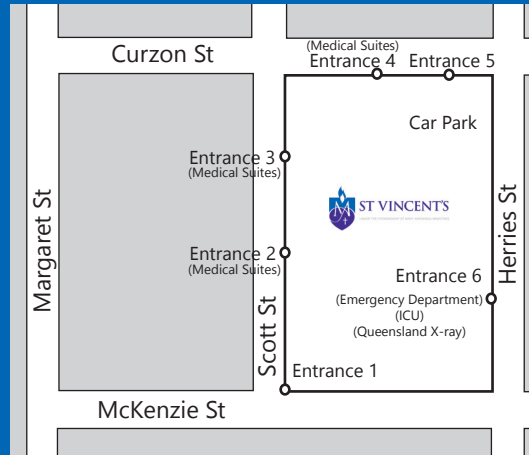 Curzon St
(Medical Suites)
Entrance 4
Entrance 5
Car Park
Entrance 3
(Medical Suites)
Margaret St
ST VINCENT'S
Herries St
Entrance 2
(Medical Suites)
Entrance 6
(Emergency Department)
(ICU)
(Queensland X-ray)
Scott St
Entrance 1
McKenzie St